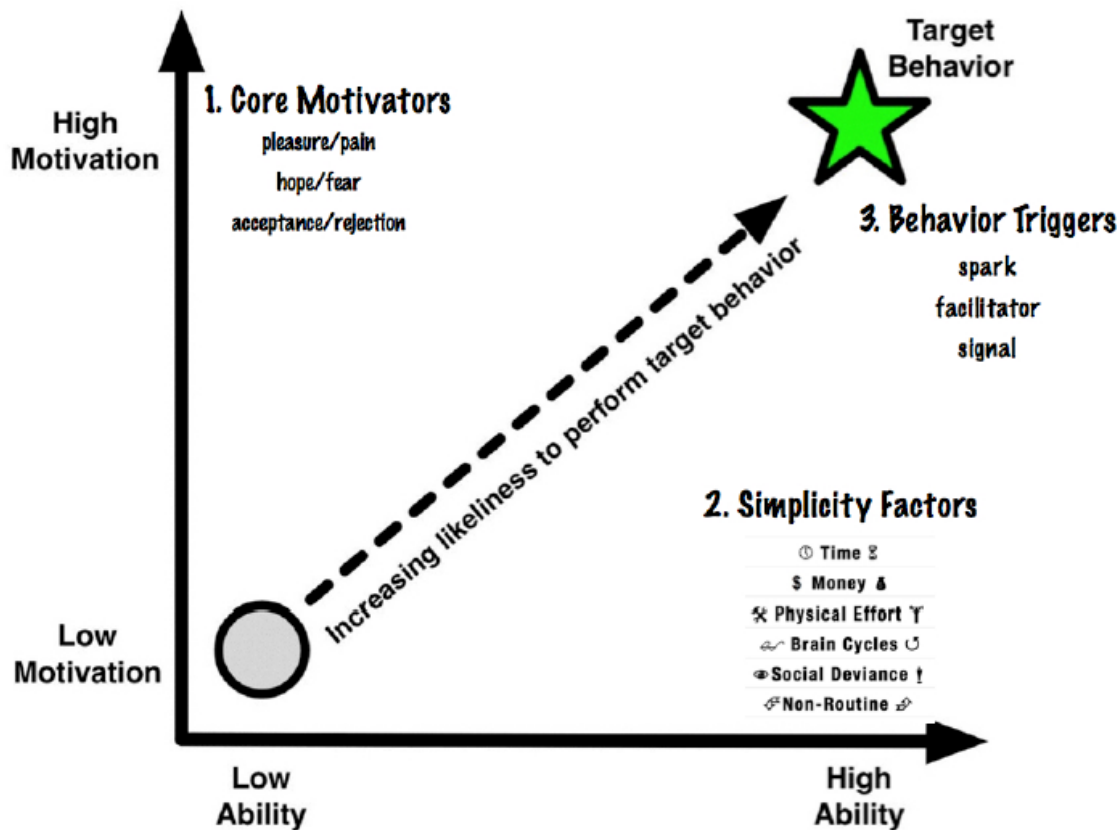 Target
Behavior
1. Core Motivators
pleasure/pain
hope/fear
acceptance/rejection
High
Motivation
3. Behavior Triggers
spark
facilitator
signal
Increasing likeliness to perform target behavior
2. Simplicity Factors
Time
$ Money
Physical Effort
Brain Cycles
Social Deviance
Non-Routine
Low
Motivation
Low
Ability
High
Ability